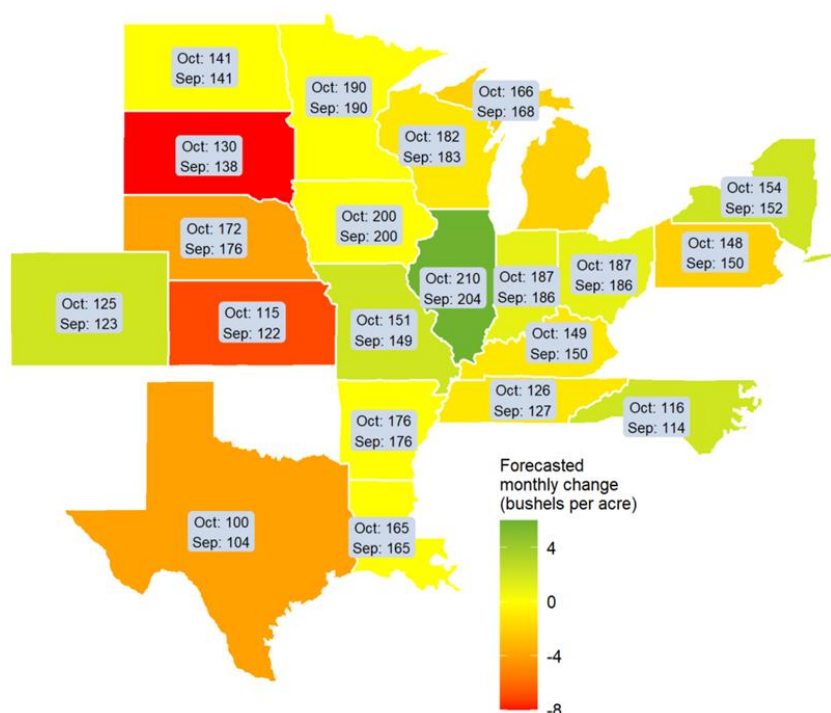 Oct: 141
Sep: 141
Oct: 190
Sep: 190
Oct: 166
Sep: 168
Oct: 130
Sep: 138
Oct: 182
Sep: 183
Oct: 154
Sep: 152
Oct: 172
Sep: 176
Oct: 200
Sep: 200
Oct: 148
Sep: 150
Oct: 125
Sep: 123
Oct: 115
Sep: 122
Oct: 151
Sep: 149
Oct: 210
Sep: 204
Oct: 187
Sep: 186
Oct: 187
Sep: 186
Oct: 149
Sep: 150
Oct: 126
Sep: 127
Oct: 116
Sep: 114
Oct: 176
Sep: 176
Oct: 100
Sep: 104
Oct: 165
Sep: 165
Forecasted
monthly change
(bushels per acre)
4
0
-4
-8